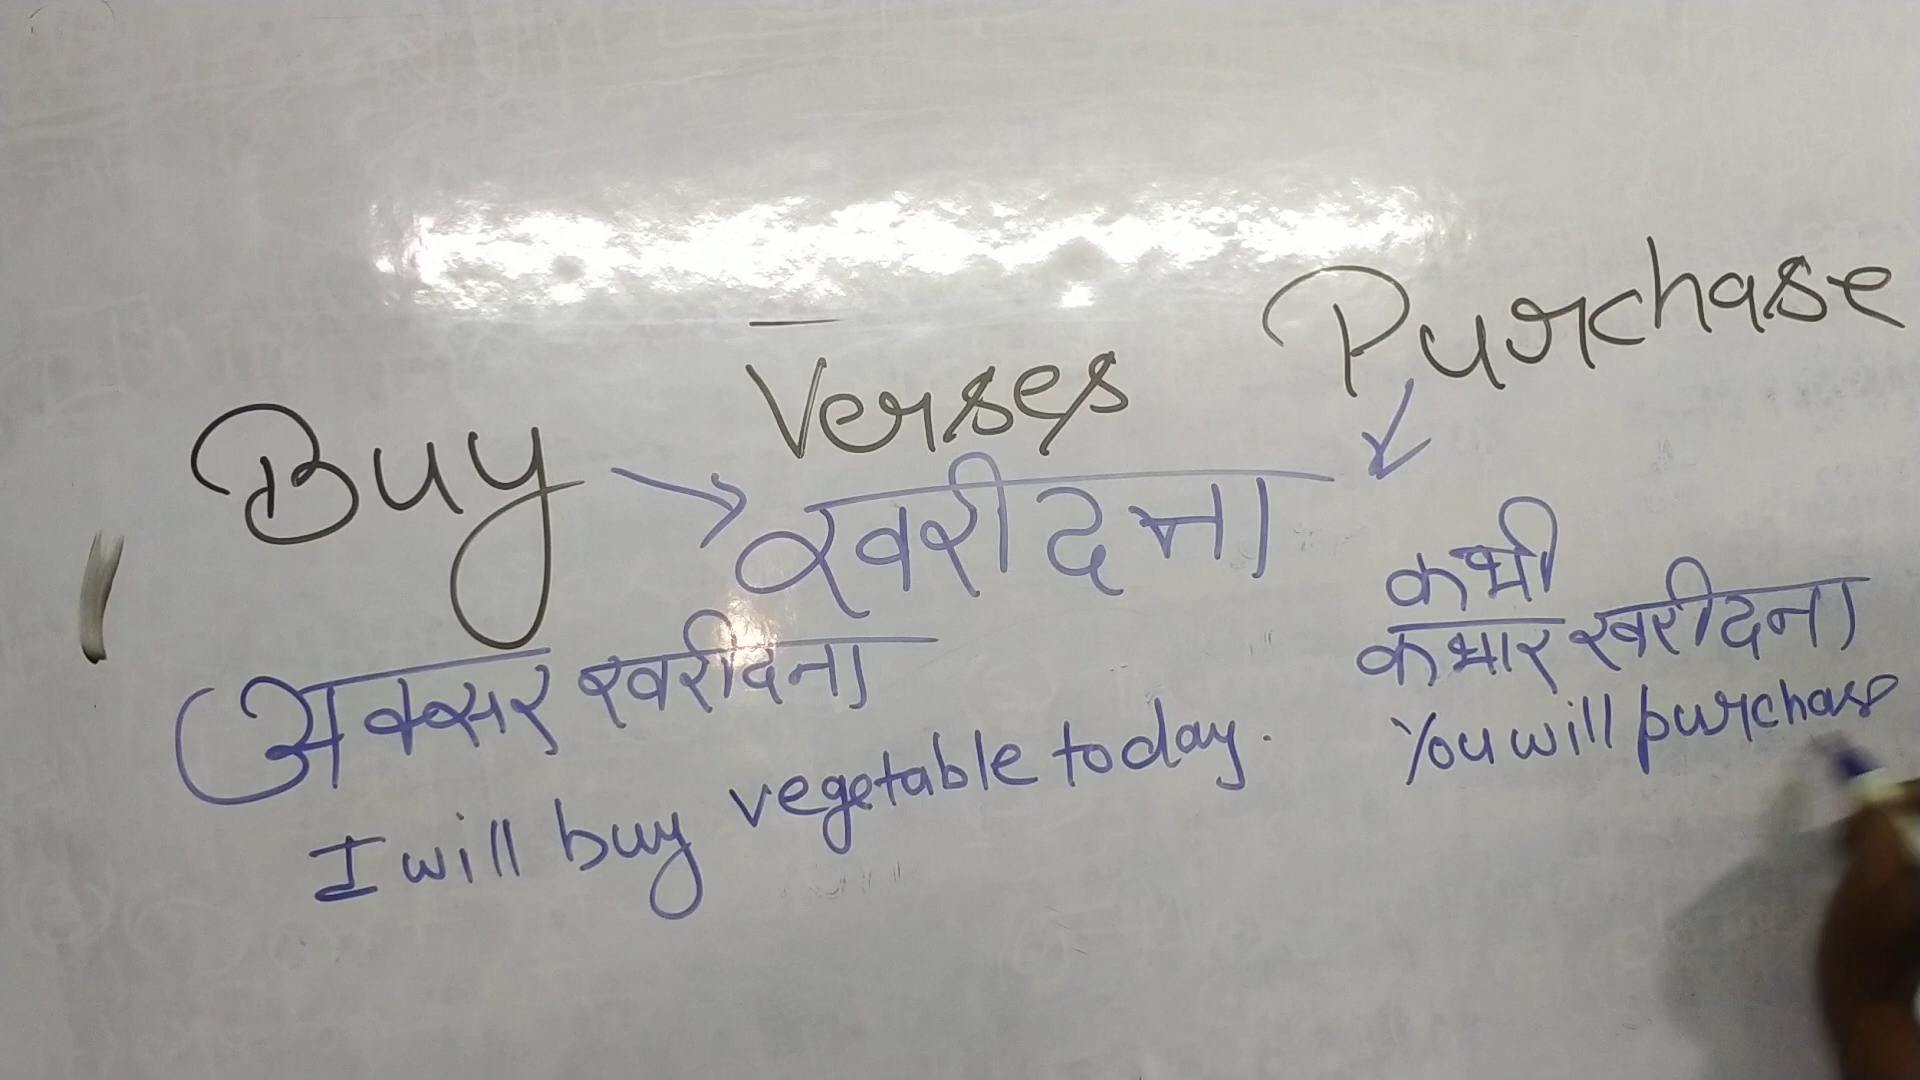 Buy Verses Purchase
खरीदना
अक्सर खरीदना
कभी
कभार खरीदना
I will buy vegetable today.
You will purchase